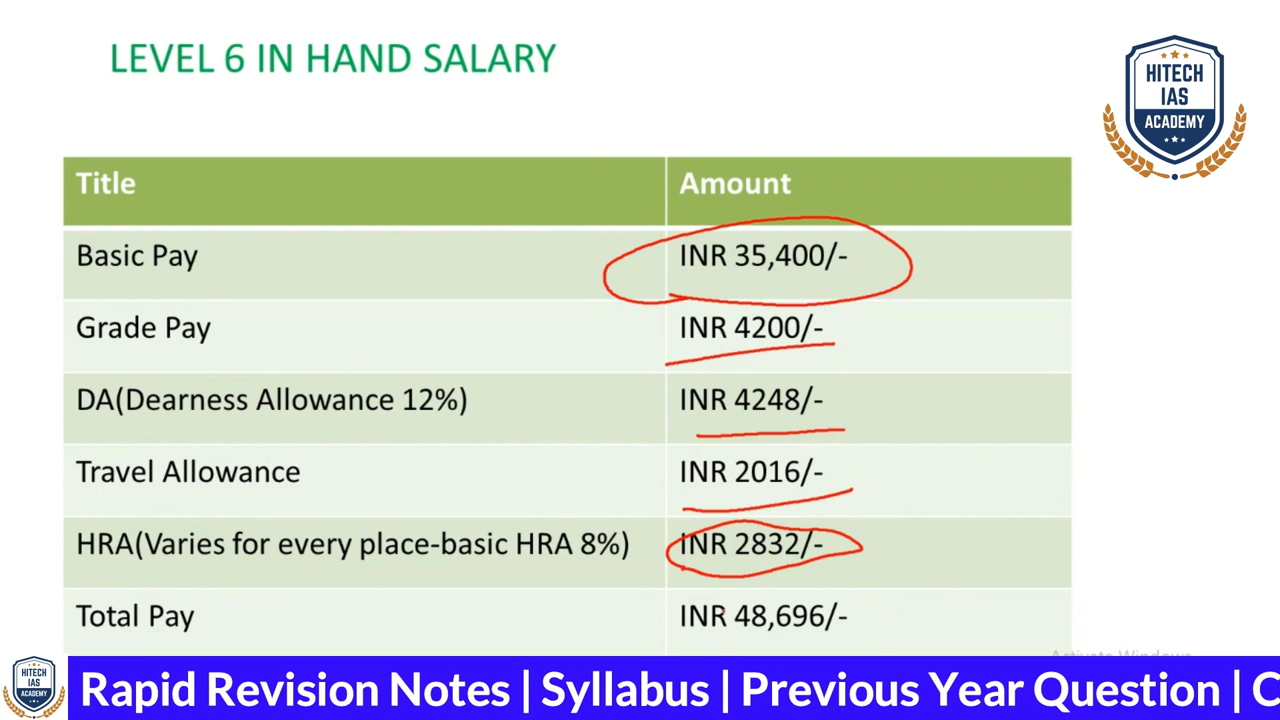 LEVEL 6 IN HAND SALARY
HITECH
IAS
ACADEMY
Title Amount
Basic Pay INR 35,400/-
Grade Pay INR 4200/-
DA(Dearness Allowance 12%) INR 4248/-
Travel Allowance INR 2016/-
HRA(Varies for every place-basic HRA 8%) INR 2832/-
Total Pay INR 48,696/-
Activate Windows
HITECH
IAS
ACADEMY
Rapid Revision Notes | Syllabus | Previous Year Question | C